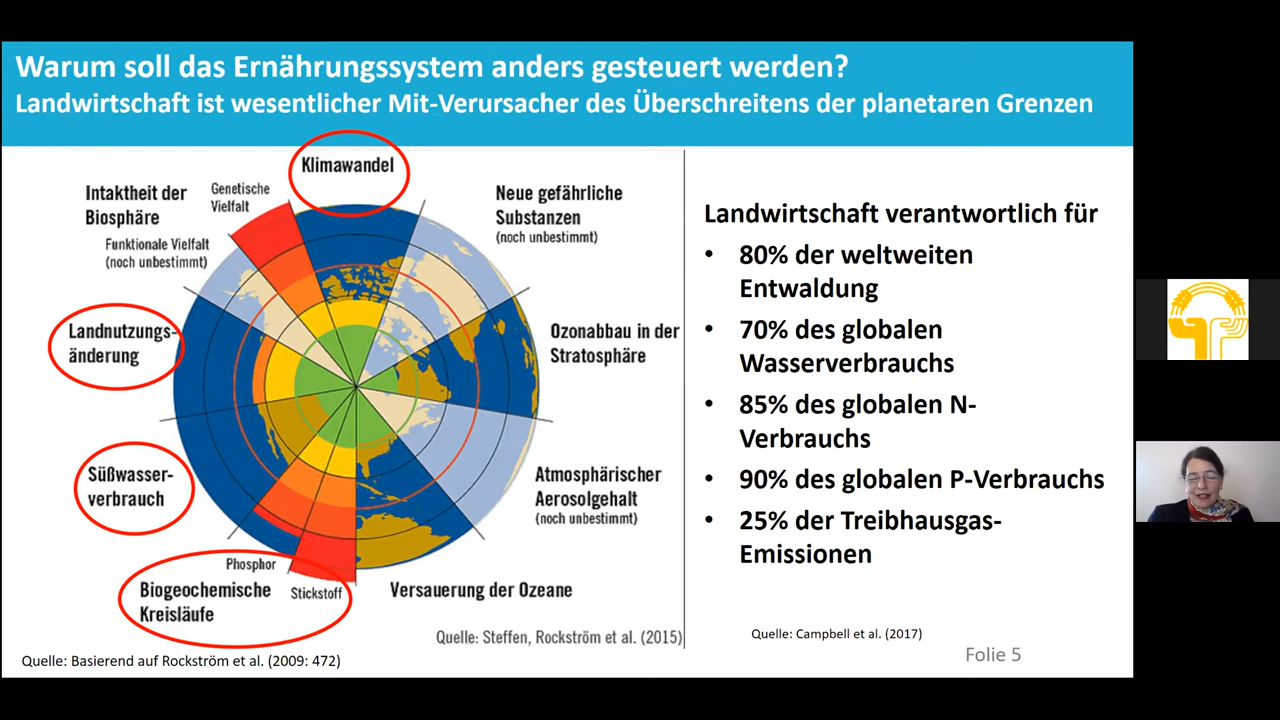 Warum soll das Ernährungssystem anders gesteuert werden?
Landwirtschaft ist wesentlicher Mit-Verursacher des Überschreitens der planetaren Grenzen
Klimawandel
Intaktheit der
Biosphäre
Genetische
Vielfalt
Funktionale Vielfalt
(noch unbestimmt)
Neue gefährliche
Substanzen
(noch unbestimmt)
Landnutzungs-
änderung
Ozonabbau in der
Stratosphäre
Süßwasser-
verbrauch
Atmosphärischer
Aerosolgehalt
(noch unbestimmt)
Phosphor
Biogeochemische
Kreisläufe
Stickstoff
Versauerung der Ozeane
Quelle: Steffen, Rockström et al. (2015)
Quelle: Basierend auf Rockström et al. (2009: 472)
Landwirtschaft verantwortlich für
• 80% der weltweiten
Entwaldung
• 70% des globalen
Wasserverbrauchs
• 85% des globalen N-
Verbrauchs
• 90% des globalen P-Verbrauchs
• 25% der Treibhausgas-
Emissionen
Quelle: Campbell et al. (2017)
Folie 5